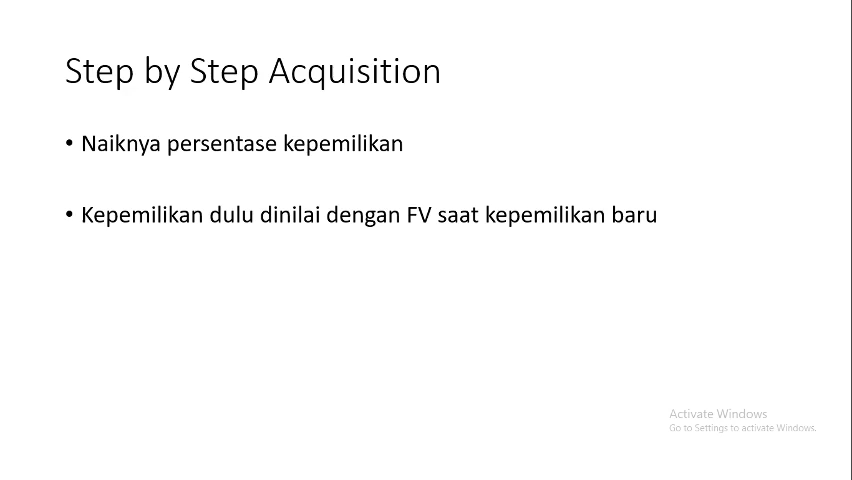 Step by Step Acquisition
• Naiknya persentase kepemilikan
• Kepemilikan dulu dinilai dengan FV saat kepemilikan baru
Activate Windows
Go to Settings to activate Windows.